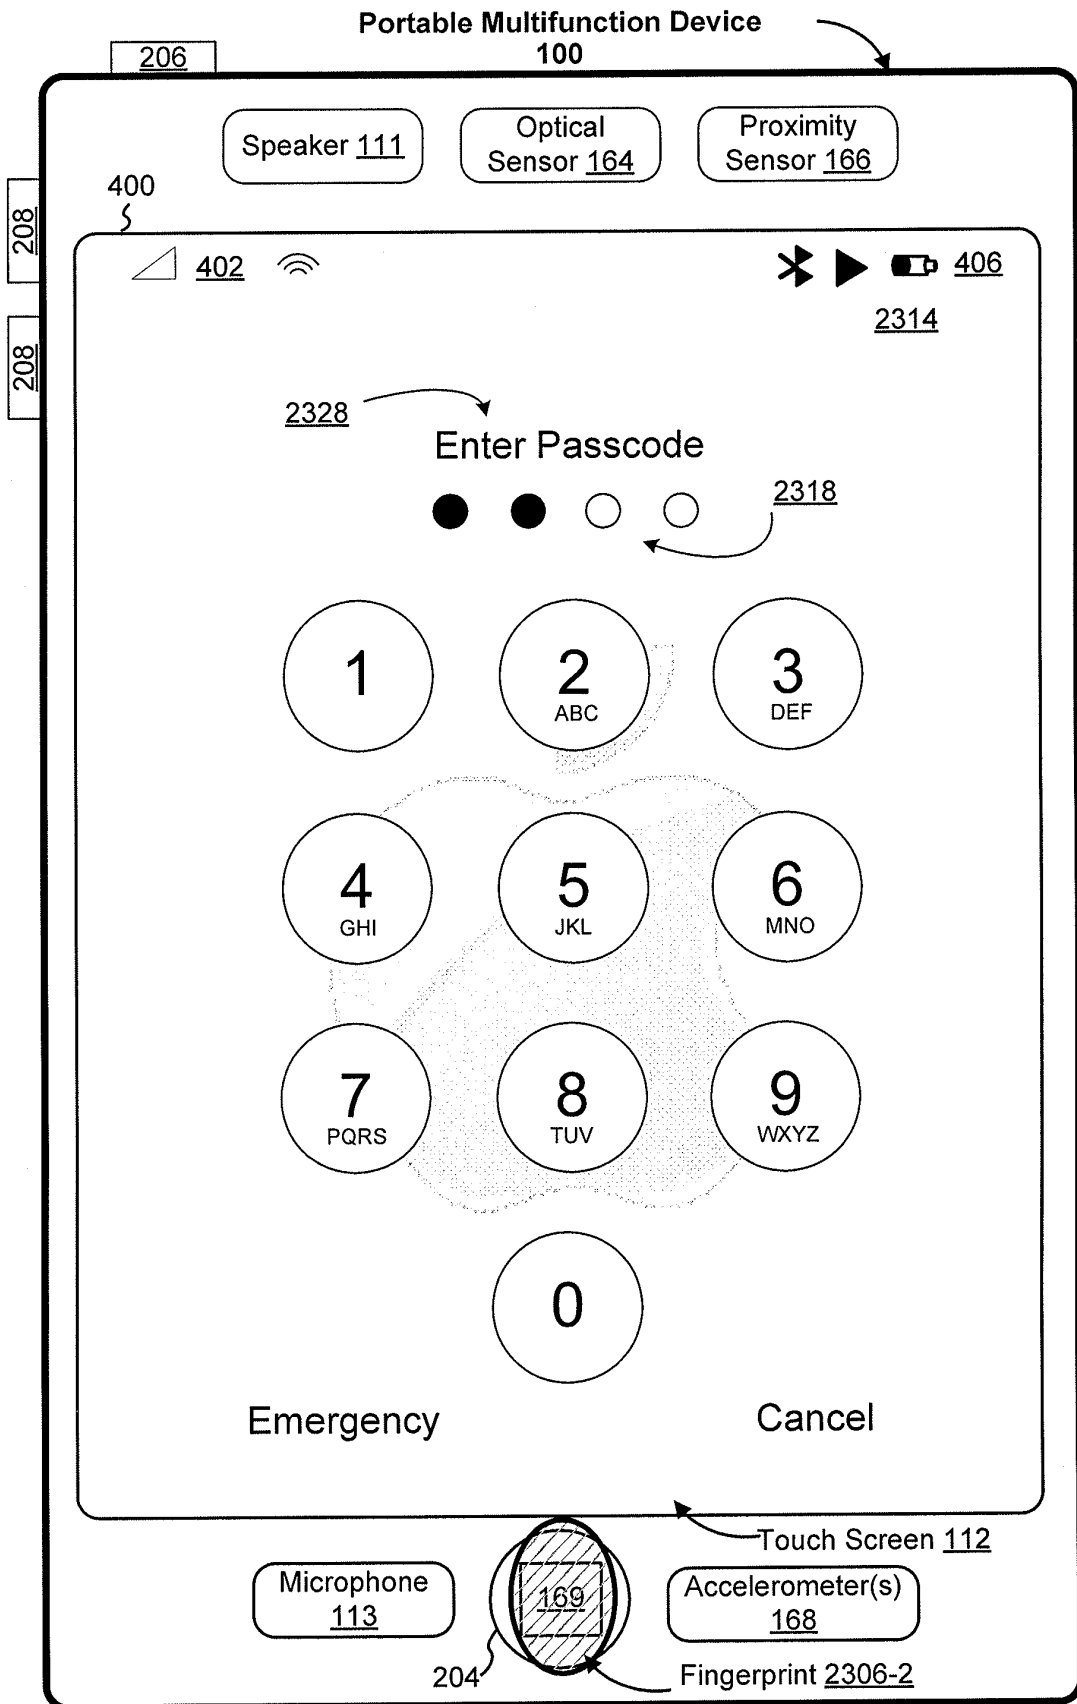 Portable Multifunction Device
100
206
Speaker 111
Optical
Sensor 164
Proximity
Sensor 166
400
208
208
402
406
2314
2328
Enter Passcode
2318
1
2
ABC
3
DEF
4
GHI
5
JKL
6
MNO
7
PQRS
8
TUV
9
WXYZ
0
Emergency
Cancel
Touch Screen 112
Microphone
113
169
Accelerometer(s)
168
204
Fingerprint 2306-2